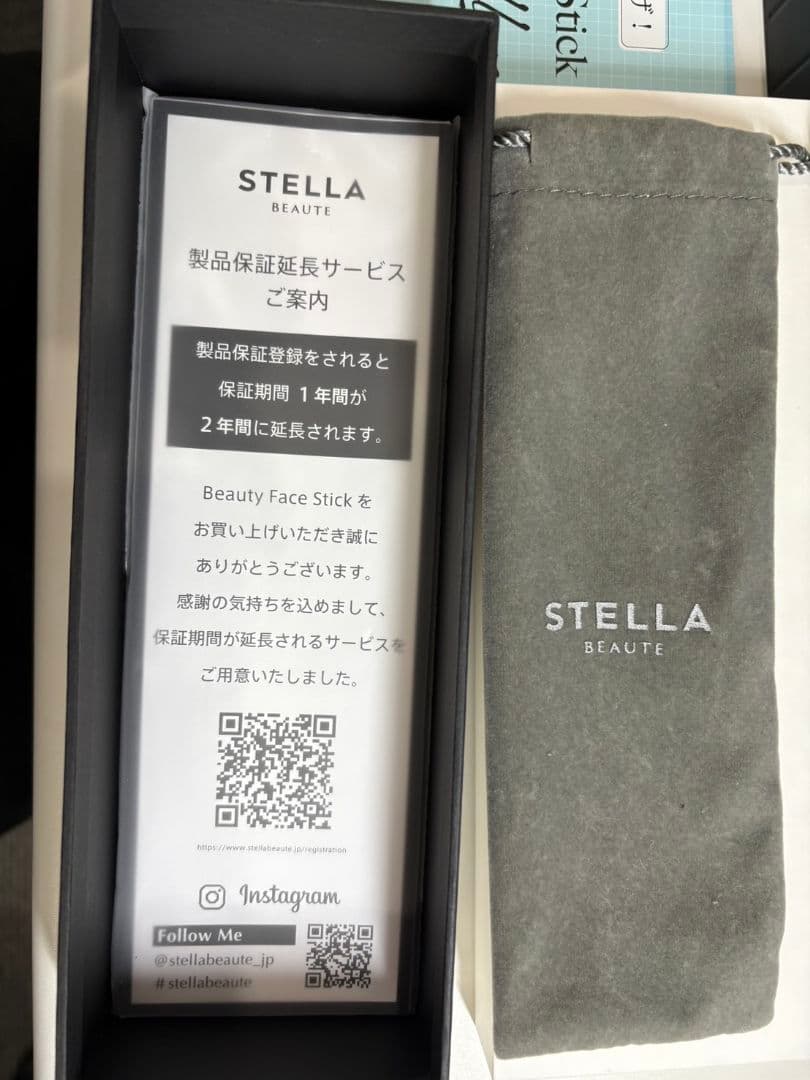 Stick
げ!
STELLA
BEAUTE
製品保証延長サービス
ご案内
製品保証登録をされると
保証期間 1年間が
2年間に延長されます。
Beauty Face Stick を
お買い上げいただき誠に
ありがとうございます。
感謝の気持ちを込めまして、
保証期間が延長されるサービスを
ご用意いたしました。
https://www.stellabeaute.jp/registration
Instagram
Follow Me
@stellabeaute_jp
# stellabeaute
STELLA
BEAUTE